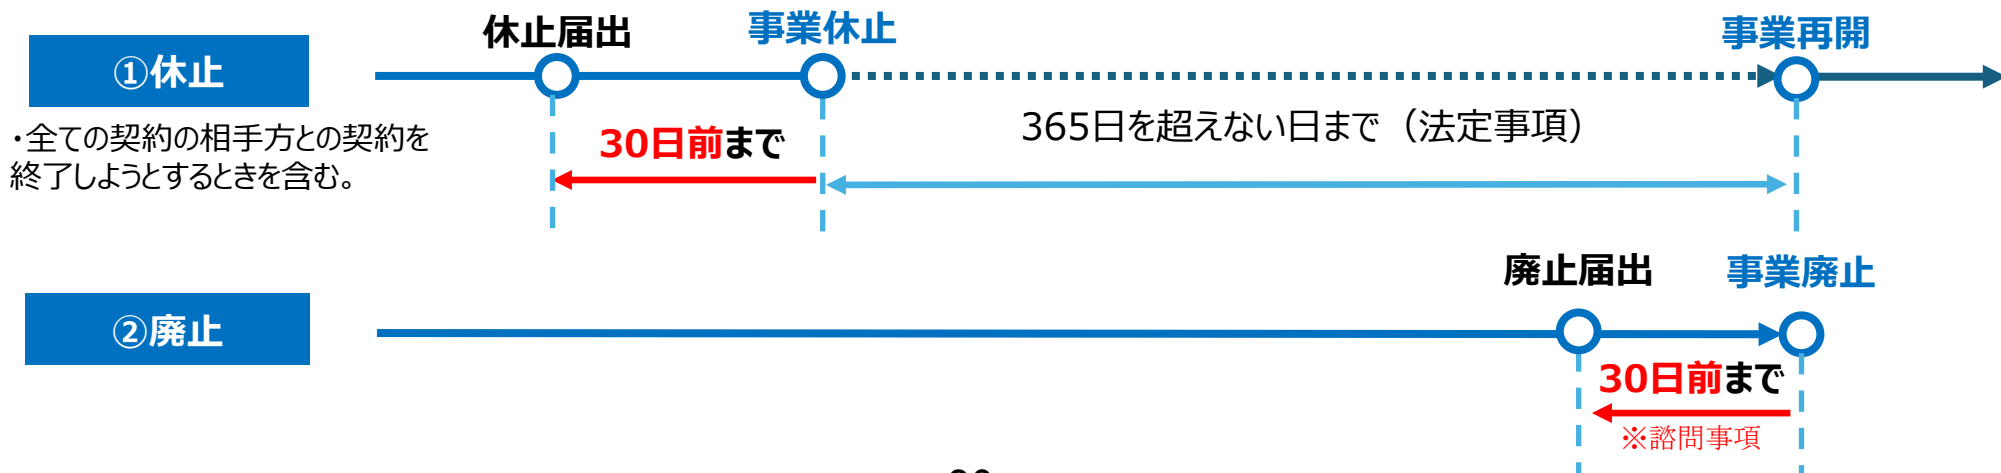 休止届出
事業休止
事業再開
①休止
365日を超えない日まで（法定事項）
・全ての契約の相手方との契約を
終了しようとするときを含む。
30日前まで
廃止届出
事業廃止
②廃止
30日前まで
※諮問事項